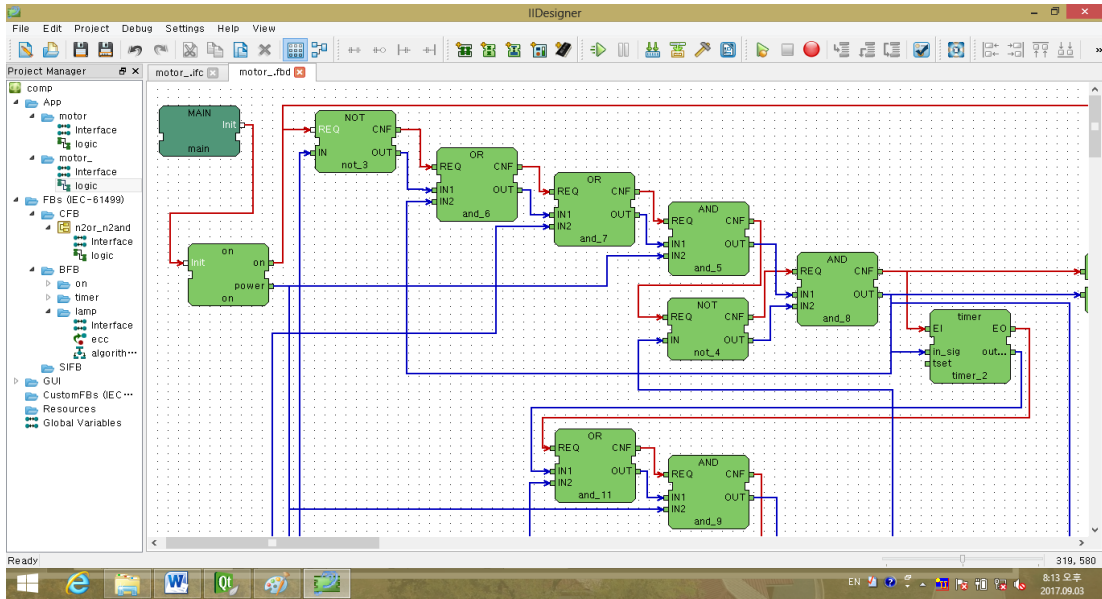 IIDesigner
File Edit Project Debug Settings Help View
Project Manager
motor_.ifc motor_.fbd
comp
App
motor
Interface
logic
motor_
Interface
logic
FBs (IEC-61499)
CFB
n2or_n2and
Interface
logic
BFB
on
timer
lamp
Interface
ecc
algorith···
SIFB
GUI
CustomFBs (IEC···
Resources
Global Variables
MAIN
Init
main
on
Init on
power
on
NOT
REQ CNF
IN OUT
not_3
OR
REQ CNF
IN1 OUT
IN2
and_6
OR
REQ CNF
IN1 OUT
IN2
and_7
AND
REQ CNF
IN1 OUT
IN2
and_5
NOT
REQ CNF
IN OUT
not_4
AND
REQ CNF
IN1 OUT
IN2
and_8
timer
EI EO
in_sig out...
tset
timer_2
OR
REQ CNF
IN1 OUT
IN2
and_11
AND
REQ CNF
IN1 OUT
IN2
and_9
Ready
319, 580
EN
8:13 오후
2017.09.03